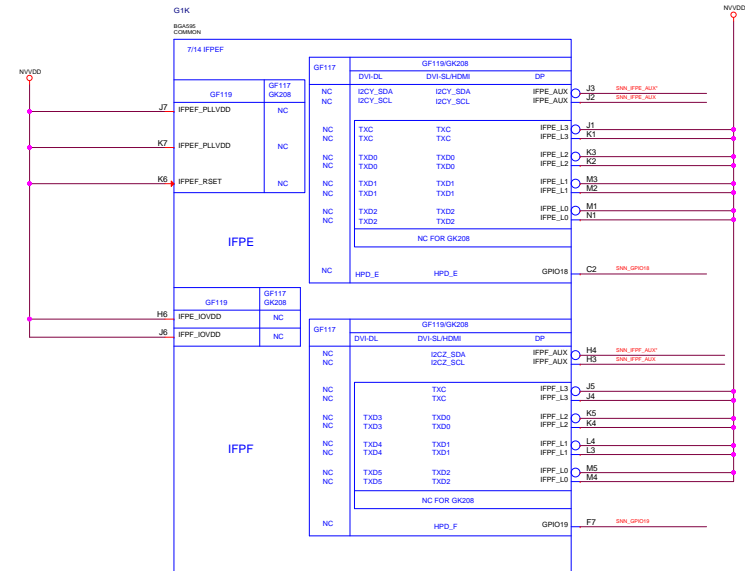 G1K
BGA595
COMMON
7/14 IFPEF
NVVDD
NVVDD
GF119
GF117
GK208
J7 IFPEF_PLLVDD NC
K7 IFPEF_PLLVDD NC
K6 IFPEF_RSET NC
IFPE
GF119
GF117
GK208
H6 IFPE_IOVDD NC
J6 IFPF_IOVDD NC
IFPF
GF117
GF119/GK208
DVI-DL DVI-SL/HDMI DP
NC I2CY_SDA I2CY_SDA IFPE_AUX J3 SNN_IFPE_AUX*
NC I2CY_SCL I2CY_SCL IFPE_AUX J2 SNN_IFPE_AUX
NC TXC TXC IFPE_L3 J1
NC TXC TXC IFPE_L3 K1
NC TXD0 TXD0 IFPE_L2 K3
NC TXD0 TXD0 IFPE_L2 K2
NC TXD1 TXD1 IFPE_L1 M3
NC TXD1 TXD1 IFPE_L1 M2
NC TXD2 TXD2 IFPE_L0 M1
NC TXD2 TXD2 IFPE_L0 N1
NC FOR GK208
NC HPD_E HPD_E GPIO18 C2 SNN_GPIO18
GF117
GF119/GK208
DVI-DL DVI-SL/HDMI DP
NC I2CZ_SDA IFPF_AUX H4 SNN_IFPF_AUX*
NC I2CZ_SCL IFPF_AUX H3 SNN_IFPF_AUX
NC TXC IFPF_L3 J5
NC TXC IFPF_L3 J4
NC TXD3 TXD0 IFPF_L2 K5
NC TXD3 TXD0 IFPF_L2 K4
NC TXD4 TXD1 IFPF_L1 L4
NC TXD4 TXD1 IFPF_L1 L3
NC TXD5 TXD2 IFPF_L0 M5
NC TXD5 TXD2 IFPF_L0 M4
NC FOR GK208
NC HPD_F GPIO19 F7 SNN_GPIO19